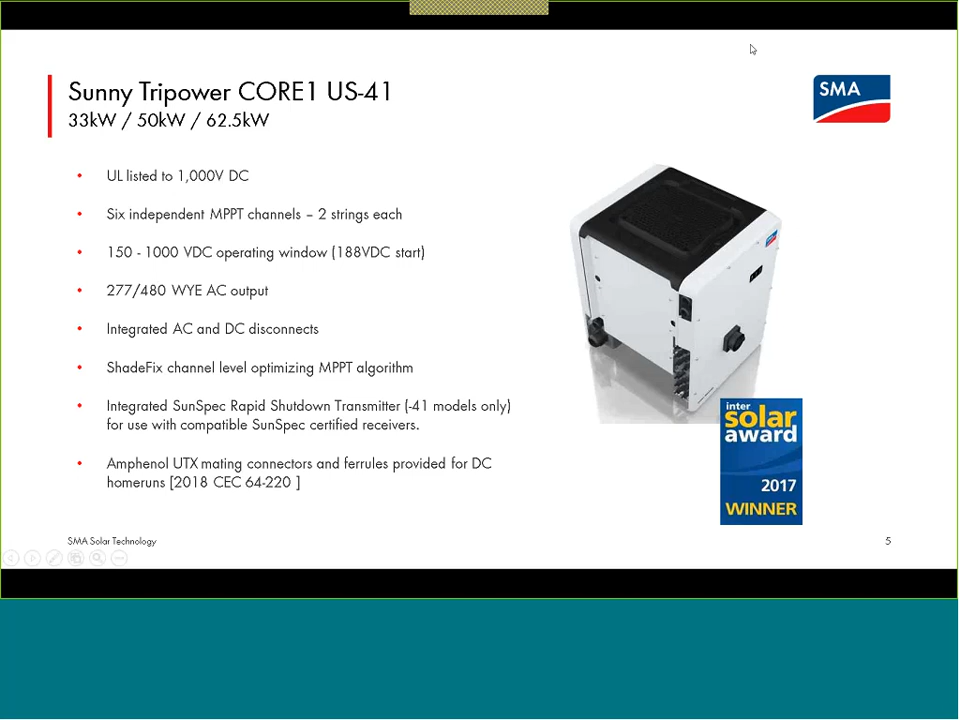 Sunny Tripower CORE1 US-41
33kW / 50kW / 62.5kW
SMA
UL listed to 1,000V DC
Six independent MPPT channels – 2 strings each
150 - 1000 VDC operating window (188VDC start)
277/480 WYE AC output
Integrated AC and DC disconnects
ShadeFix channel level optimizing MPPT algorithm
Integrated SunSpec Rapid Shutdown Transmitter (-41 models only)
for use with compatible SunSpec certified receivers.
Amphenol UTX mating connectors and ferrules provided for DC
homeruns [2018 CEC 64-220 ]
inter
solar
award
2017
WINNER
SMA Solar Technology
5